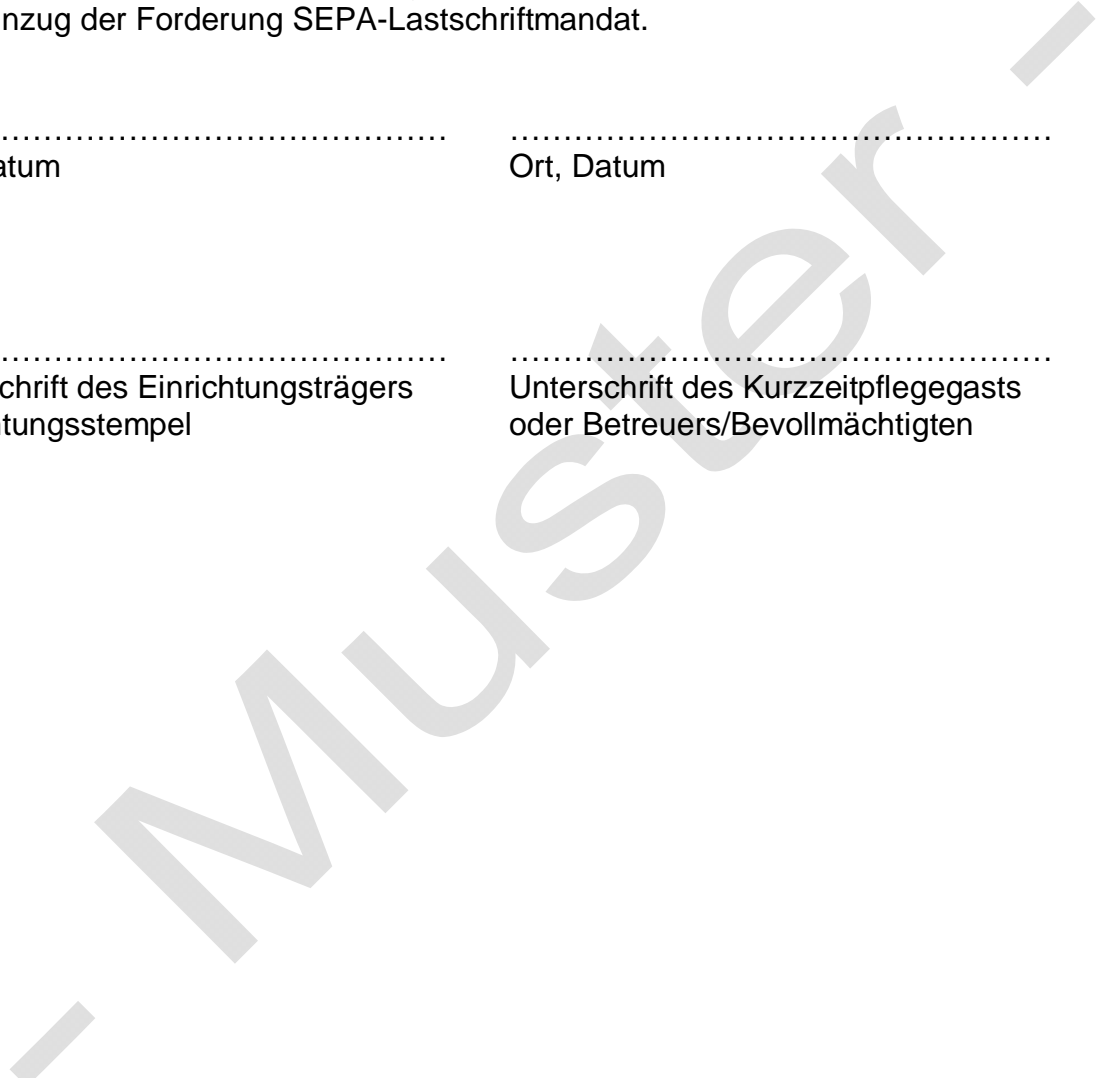 nzug der Forderung SEPA-Lastschriftmandat.
…………………………………… ……………………………………………
atum Ort, Datum
…………………………………… ……………………………………………
chrift des Einrichtungsträgers Unterschrift des Kurzzeitpflegegasts
tungsstempel oder Betreuers/Bevollmächtigten
- Muster -